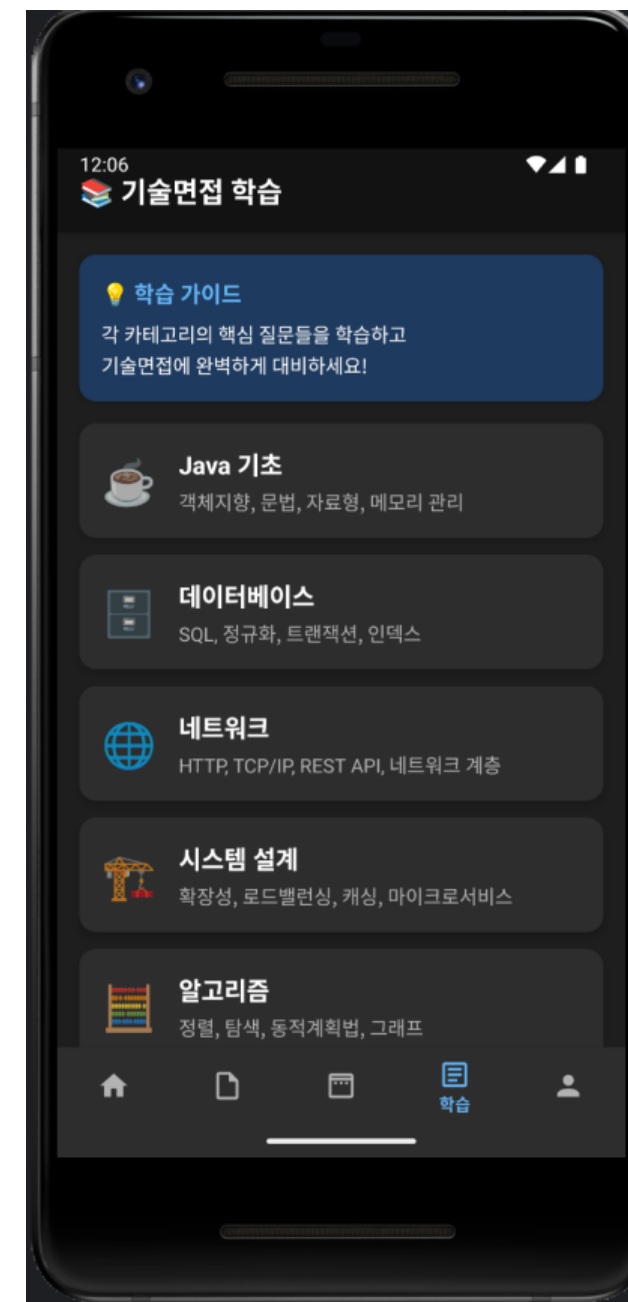 12:06
📚 기술면접 학습
💡 학습 가이드
각 카테고리의 핵심 질문들을 학습하고
기술면접에 완벽하게 대비하세요!
Java 기초
객체지향, 문법, 자료형, 메모리 관리
데이터베이스
SQL, 정규화, 트랜잭션, 인덱스
네트워크
HTTP, TCP/IP, REST API, 네트워크 계층
시스템 설계
확장성, 로드밸런싱, 캐싱, 마이크로서비스
알고리즘
정렬, 탐색, 동적계획법, 그래프
학습